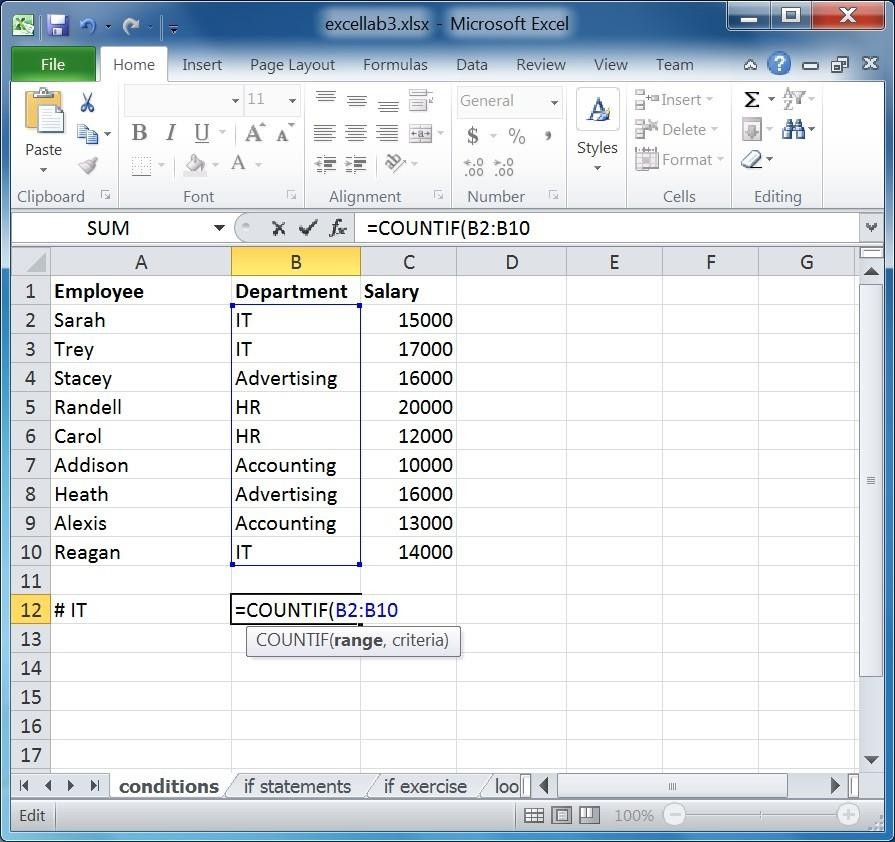 excellab3.xlsx - Microsoft Excel
File Home Insert Page Layout Formulas Data Review View Team
11 General Insert
Delete
Paste Styles Format
Clipboard Font Alignment Number Cells Editing
SUM fx =COUNTIF(B2:B10
A B C D E F G
1 Employee Department Salary
2 Sarah IT 15000
3 Trey IT 17000
4 Stacey Advertising 16000
5 Randell HR 20000
6 Carol HR 12000
7 Addison Accounting 10000
8 Heath Advertising 16000
9 Alexis Accounting 13000
10 Reagan IT 14000
11
12 # IT =COUNTIF(B2:B10
13 COUNTIF(range, criteria)
14
15
16
17
conditions if statements if exercise loo
Edit 100%